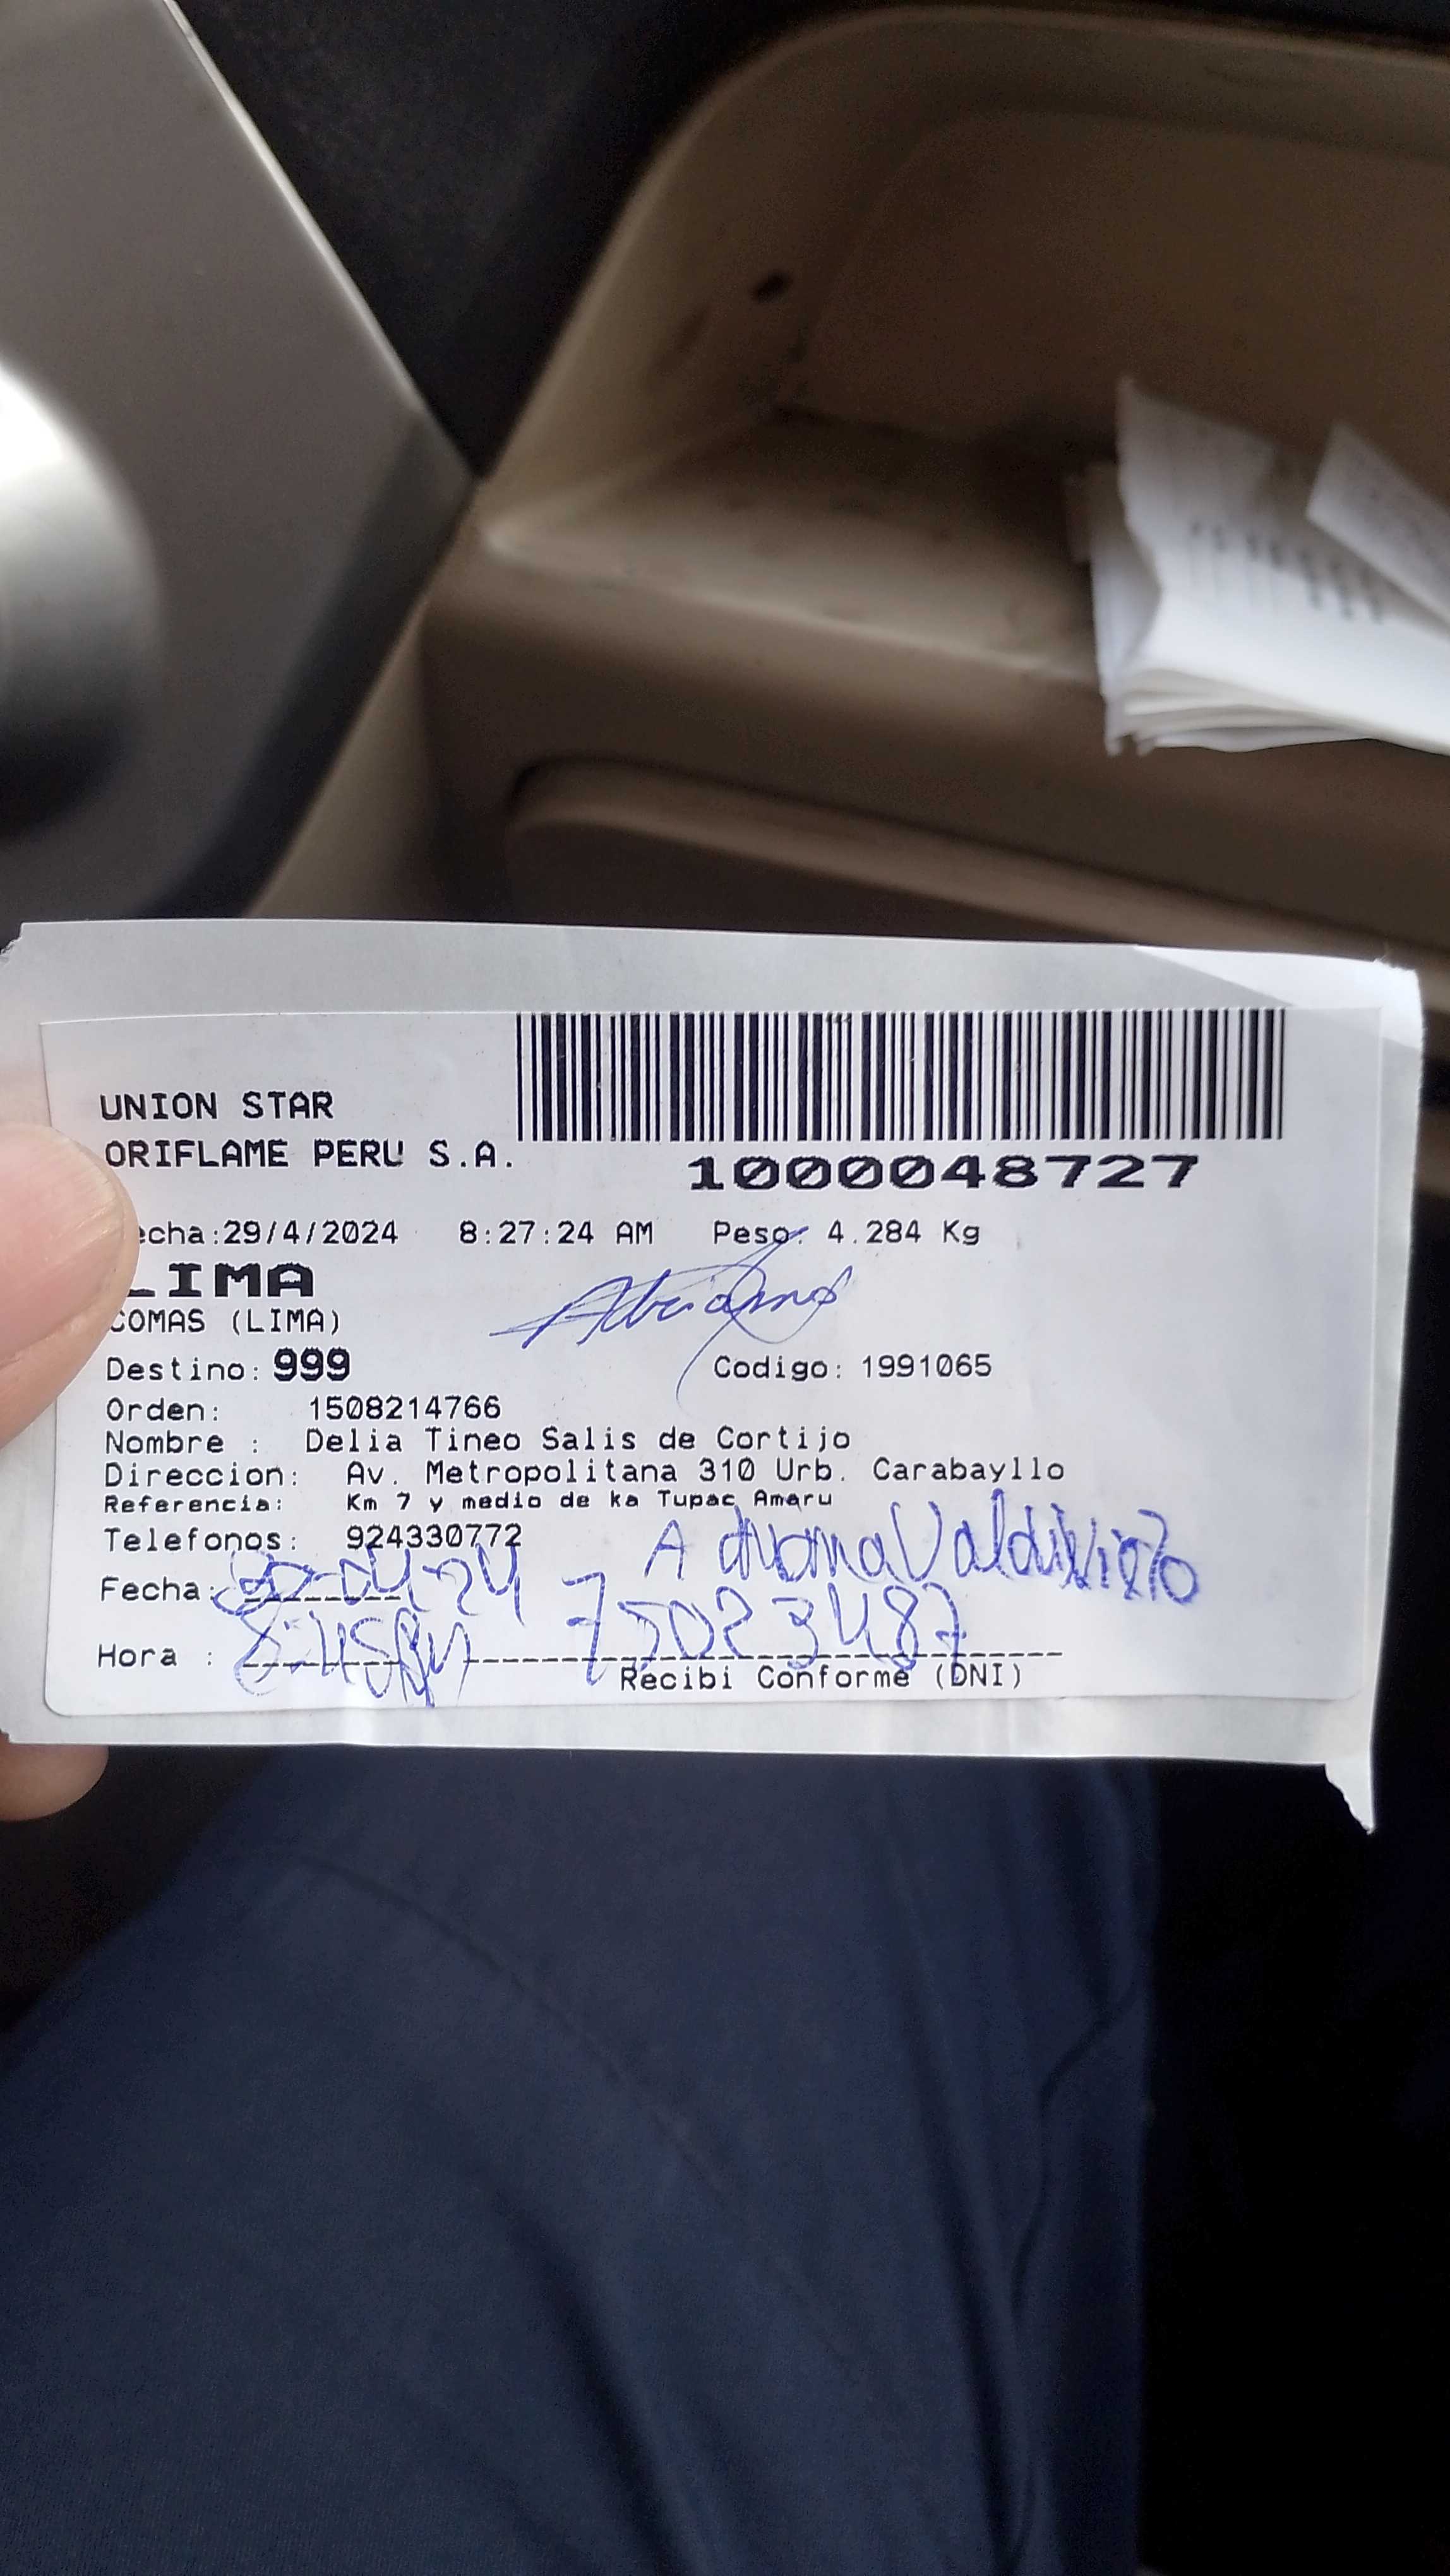 UNION STAR
ORIFLAME PERU S.A.
1000048727
echa:29/4/2024 8:27:24 AM Peso: 4.284 Kg
LIMA
COMAS (LIMA)
Destino: 999 Codigo: 1991065
Orden: 1508214766
Nombre : Delia Tineo Salis de Cortijo
Direccion: Av. Metropolitana 310 Urb. Carabayllo
Referencia: Km 7 y medio de ka Tupac Amaru
Telefonos: 924330772
Fecha:
75023487
Hora :
Recibi Conforme (DNI)